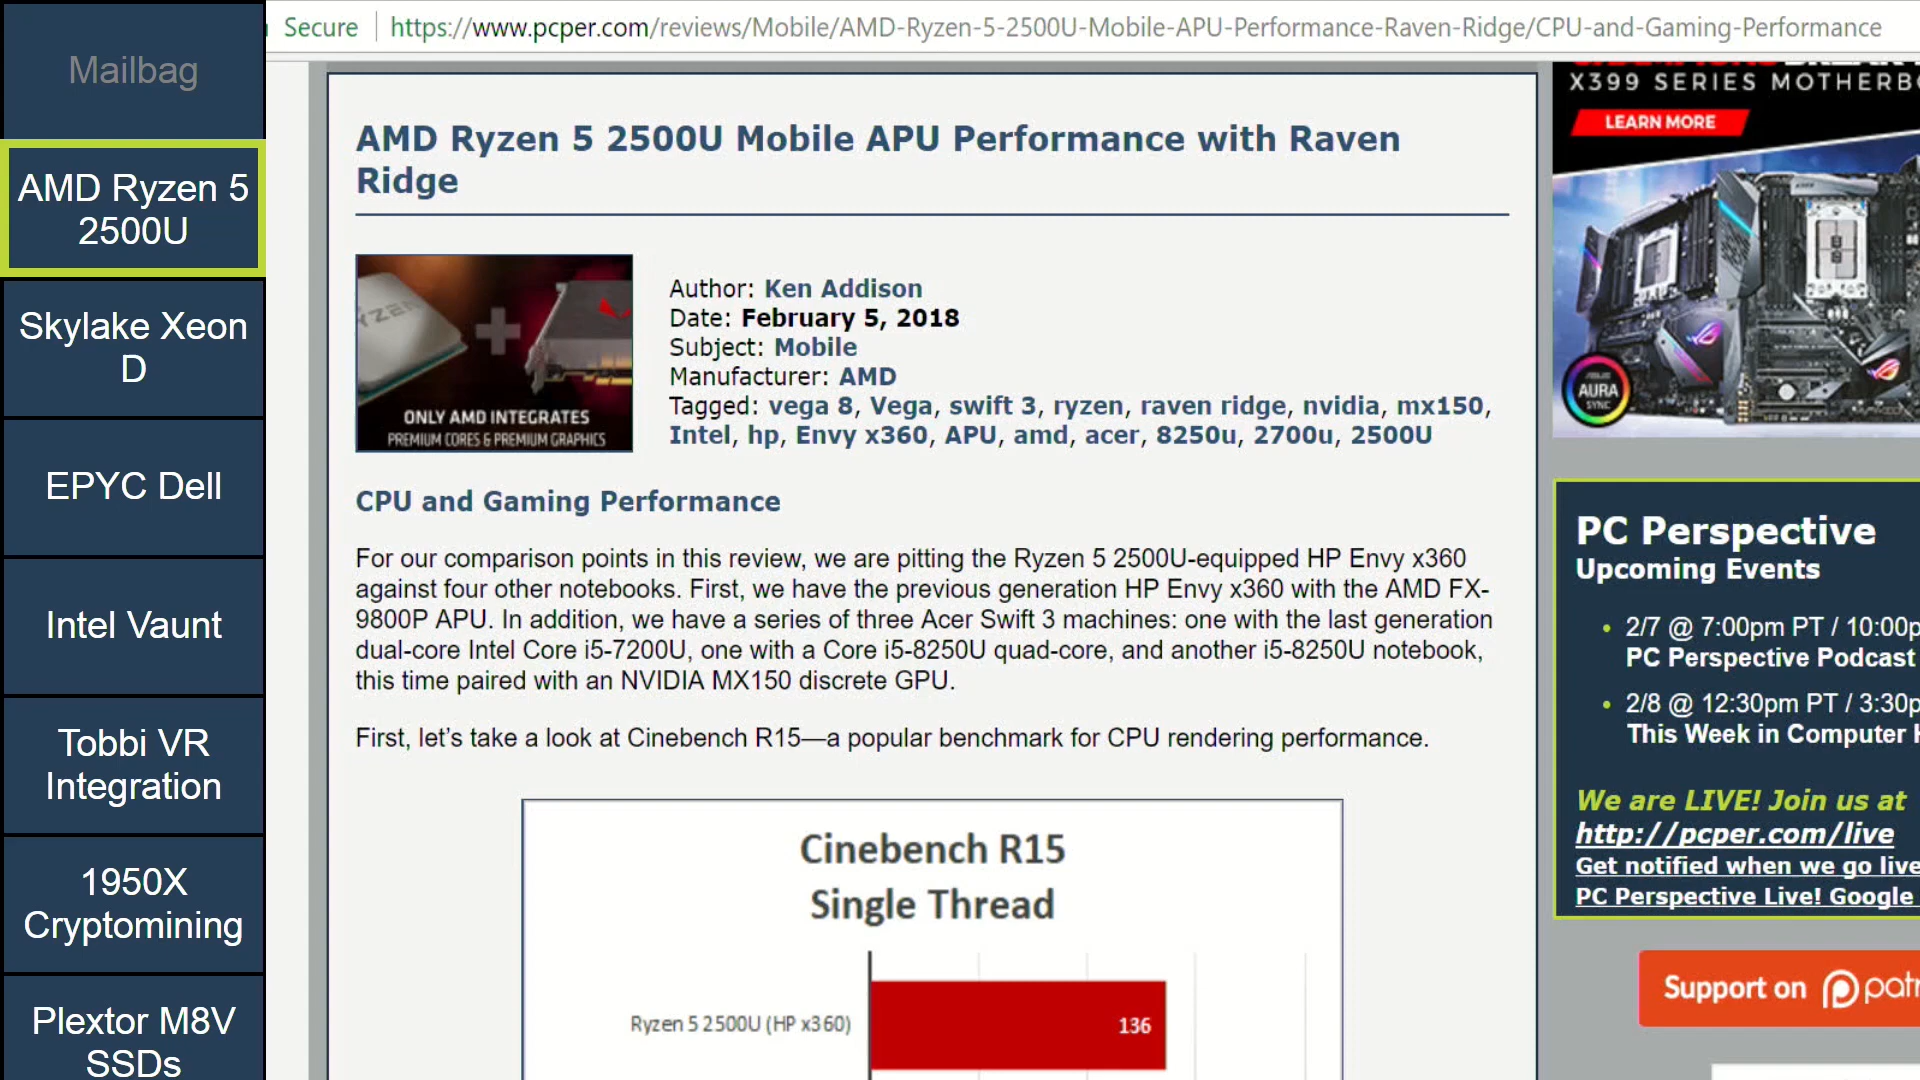 Mailbag
AMD Ryzen 5
2500U
Skylake Xeon
D
EPYC Dell
Intel Vaunt
Tobbi VR
Integration
1950X
Cryptomining
Plextor M8V
SSDs
Secure
https://www.pcper.com/reviews/Mobile/AMD-Ryzen-5-2500U-Mobile-APU-Performance-Raven-Ridge/CPU-and-Gaming-Performance
AMD Ryzen 5 2500U Mobile APU Performance with Raven
Ridge
RYZEN
ONLY AMD INTEGRATES
PREMIUM CORES & PREMIUM GRAPHICS
Author: Ken Addison
Date: February 5, 2018
Subject: Mobile
Manufacturer: AMD
Tagged: vega 8, Vega, swift 3, ryzen, raven ridge, nvidia, mx150,
Intel, hp, Envy x360, APU, amd, acer, 8250u, 2700u, 2500U
CPU and Gaming Performance
For our comparison points in this review, we are pitting the Ryzen 5 2500U-equipped HP Envy x360
against four other notebooks. First, we have the previous generation HP Envy x360 with the AMD FX-
9800P APU. In addition, we have a series of three Acer Swift 3 machines: one with the last generation
dual-core Intel Core i5-7200U, one with a Core i5-8250U quad-core, and another i5-8250U notebook,
this time paired with an NVIDIA MX150 discrete GPU.
First, let’s take a look at Cinebench R15—a popular benchmark for CPU rendering performance.
Cinebench R15
Single Thread
Ryzen 5 2500U (HP x360)
136
X399 SERIES MOTHERBO
LEARN MORE
AURA
SYNC
PC Perspective
Upcoming Events
2/7 @ 7:00pm PT / 10:00p
PC Perspective Podcast
2/8 @ 12:30pm PT / 3:30p
This Week in Computer H
We are LIVE! Join us at
http://pcper.com/live
Get notified when we go live
PC Perspective Live! Google
Support on patr